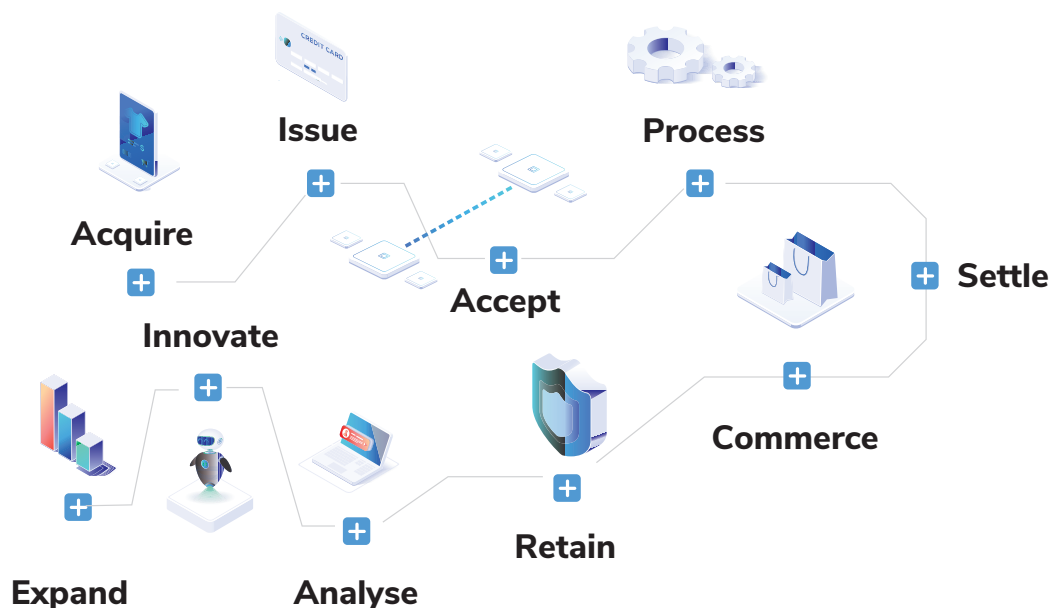 CREDIT CARD
Issue
Process
Acquire
Settle
Accept
Innovate
Commerce
Retain
Expand
Analyse